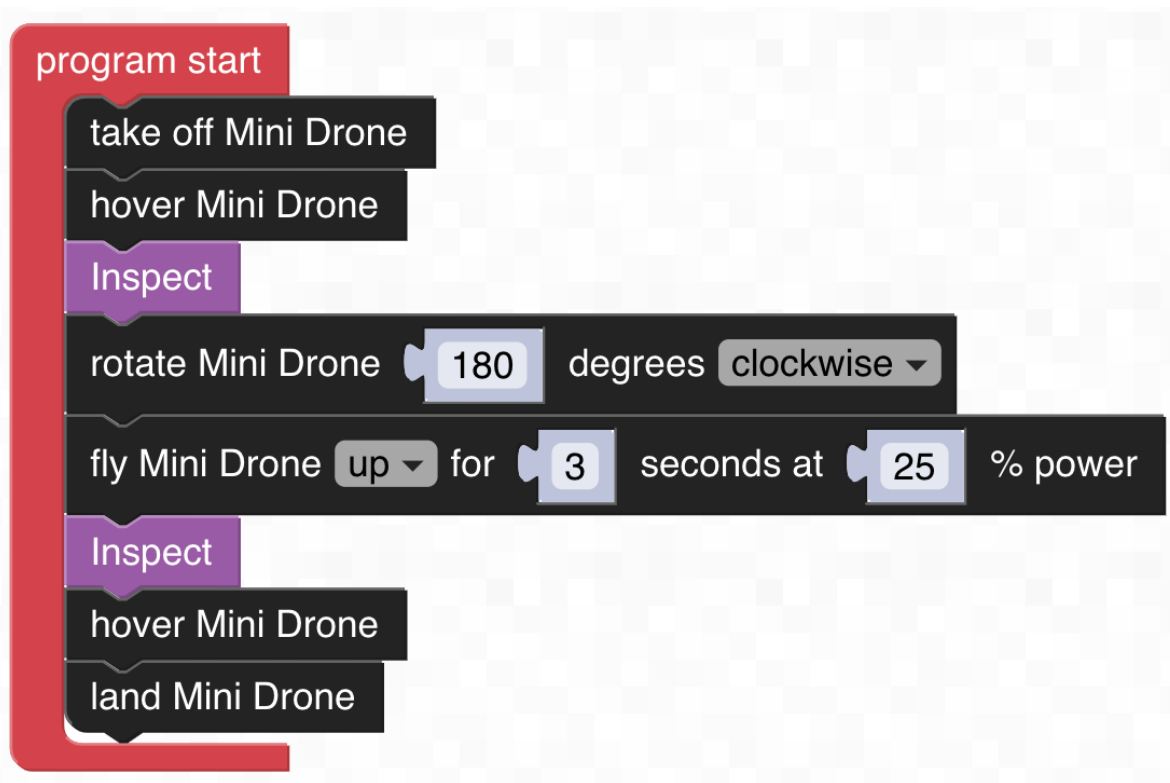 program start
take off Mini Drone
hover Mini Drone
Inspect
rotate Mini Drone 180 degrees clockwise
fly Mini Drone up for 3 seconds at 25 % power
Inspect
hover Mini Drone
land Mini Drone